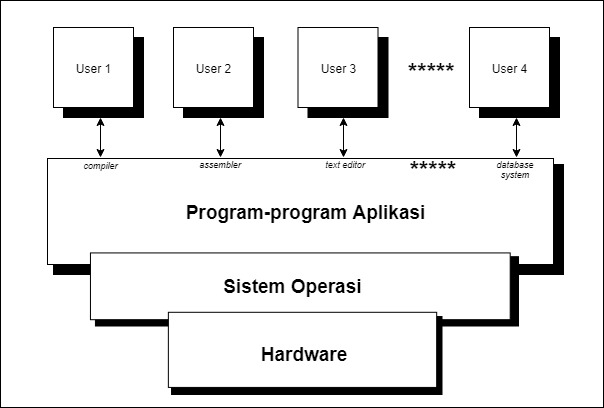 User 1 User 2 User 3 ***** User 4
compiler assembler text editor ***** database
system
Program-program Aplikasi
Sistem Operasi
Hardware